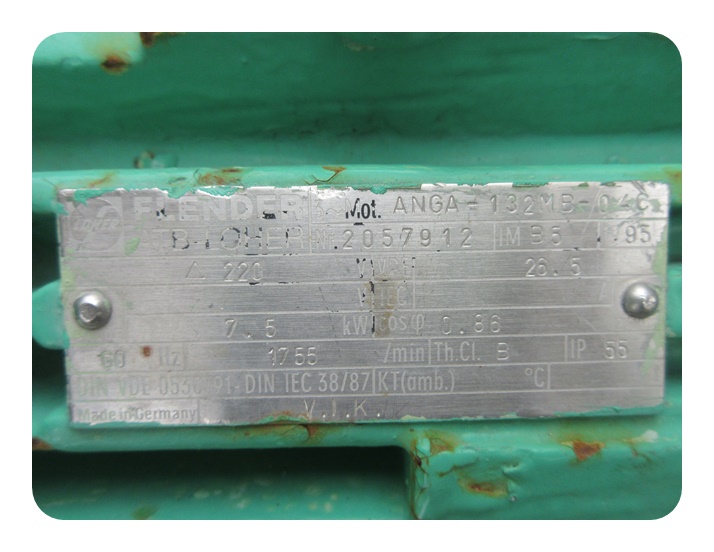 FLENDER Mot. ANGA-132MB-04C
LOHER Nr. 2057912 IM B5 / 95
Δ 220 V 26.5
7.5 kW cos φ 0.86
60 Hz 1755 /min Th.Cl. B IP 55
DIN VDE 0530 /91-DIN IEC 38/87 KT(amb.) °C
Made in Germany V.I.K.